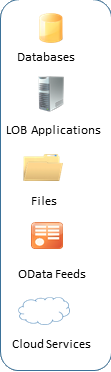 Databases
LOB Applications
Files
OData Feeds
Cloud Services